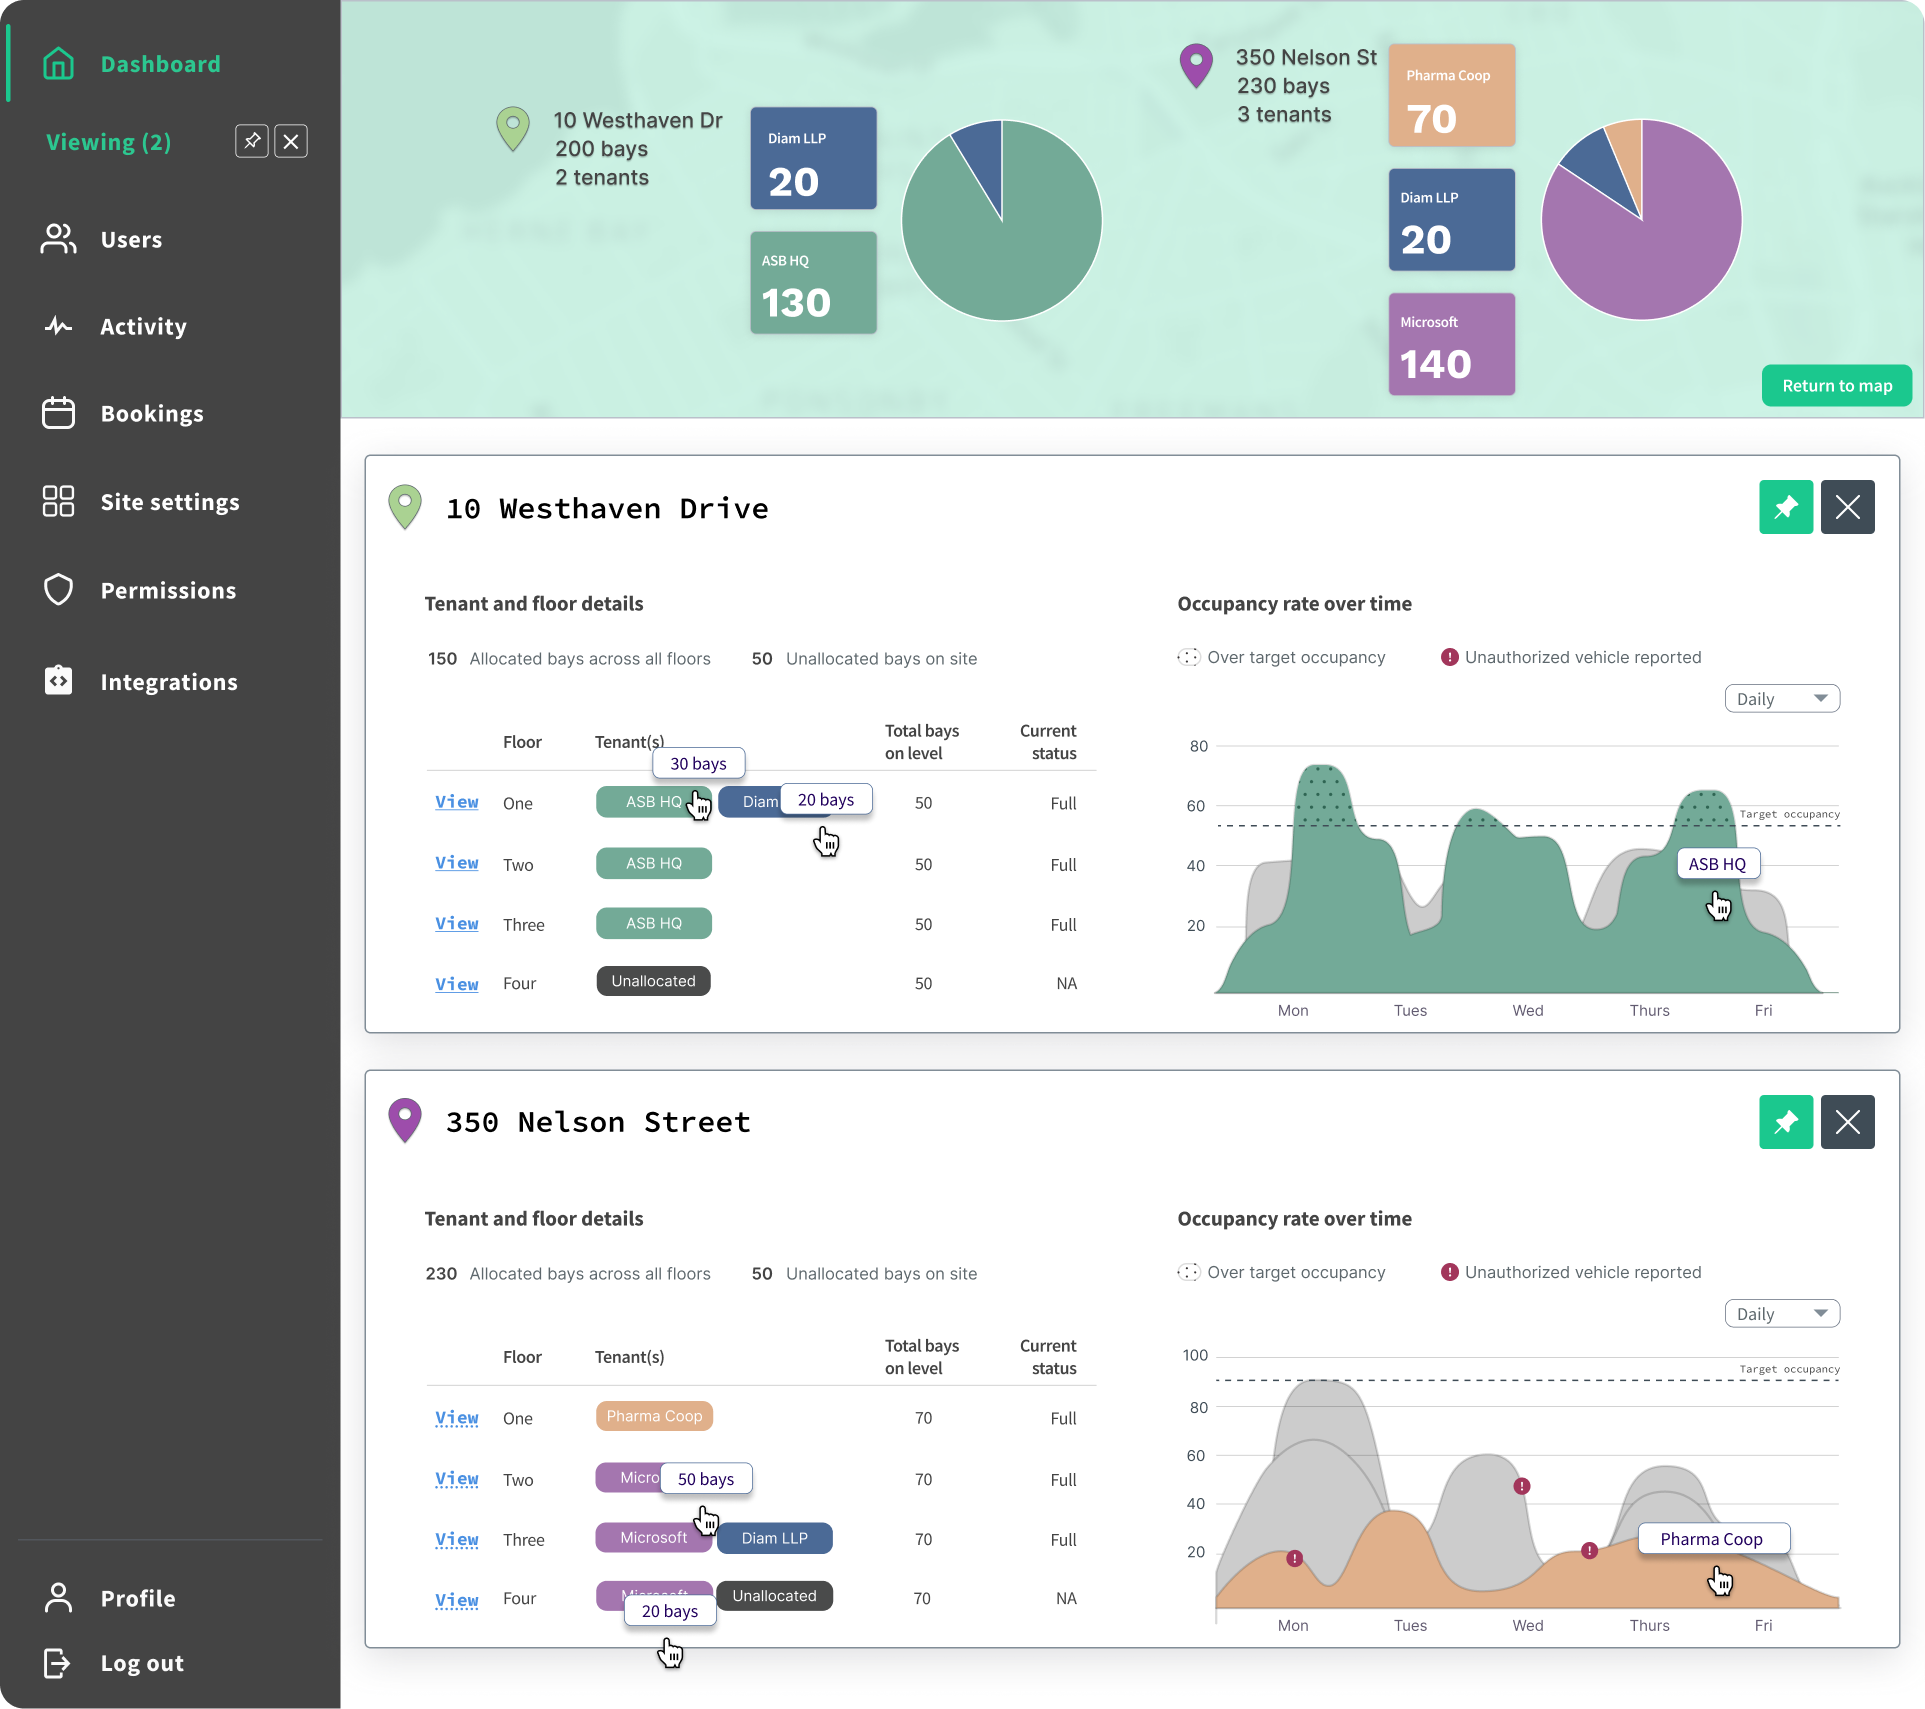 Dashboard
Viewing (2)
Users
Activity
Bookings
Site settings
Permissions
Integrations
Profile
Log out
10 Westhaven Dr
200 bays
2 tenants
Diam LLP
20
ASB HQ
130
350 Nelson St
230 bays
3 tenants
Pharma Coop
70
Diam LLP
20
Microsoft
140
Return to map
10 Westhaven Drive
Tenant and floor details
150 Allocated bays across all floors 50 Unallocated bays on site
Floor Tenant(s) Total bays on level Current status
30 bays
View One ASB HQ Diam 20 bays 50 Full
View Two ASB HQ 50 Full
View Three ASB HQ 50 Full
View Four Unallocated 50 NA
Occupancy rate over time
Over target occupancy Unauthorized vehicle reported
Daily
80
60
Target occupancy
40
ASB HQ
20
Mon Tues Wed Thurs Fri
350 Nelson Street
Tenant and floor details
230 Allocated bays across all floors 50 Unallocated bays on site
Floor Tenant(s) Total bays on level Current status
View One Pharma Coop 70 Full
View Two Micro 50 bays 70 Full
View Three Microsoft Diam LLP 70 Full
View Four Microsoft Unallocated 70 NA
20 bays
Occupancy rate over time
Over target occupancy Unauthorized vehicle reported
Daily
100
Target occupancy
80
60
40
20
Pharma Coop
Mon Tues Wed Thurs Fri